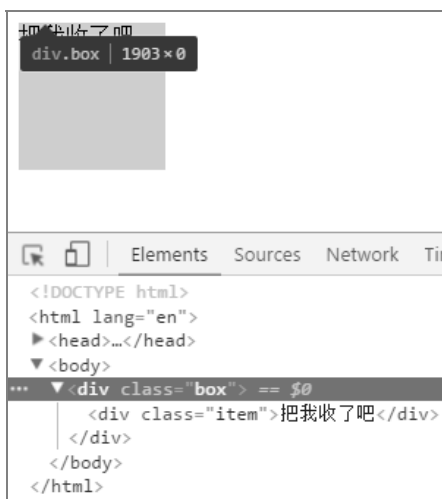 把我收了吧
div.box | 1903×0
Elements Sources Network Tir
<!DOCTYPE html>
<html lang="en">
▶<head>…</head>
▼<body>
••• ▼<div class="box"> == $0
<div class="item">把我收了吧</div>
</div>
</body>
</html>